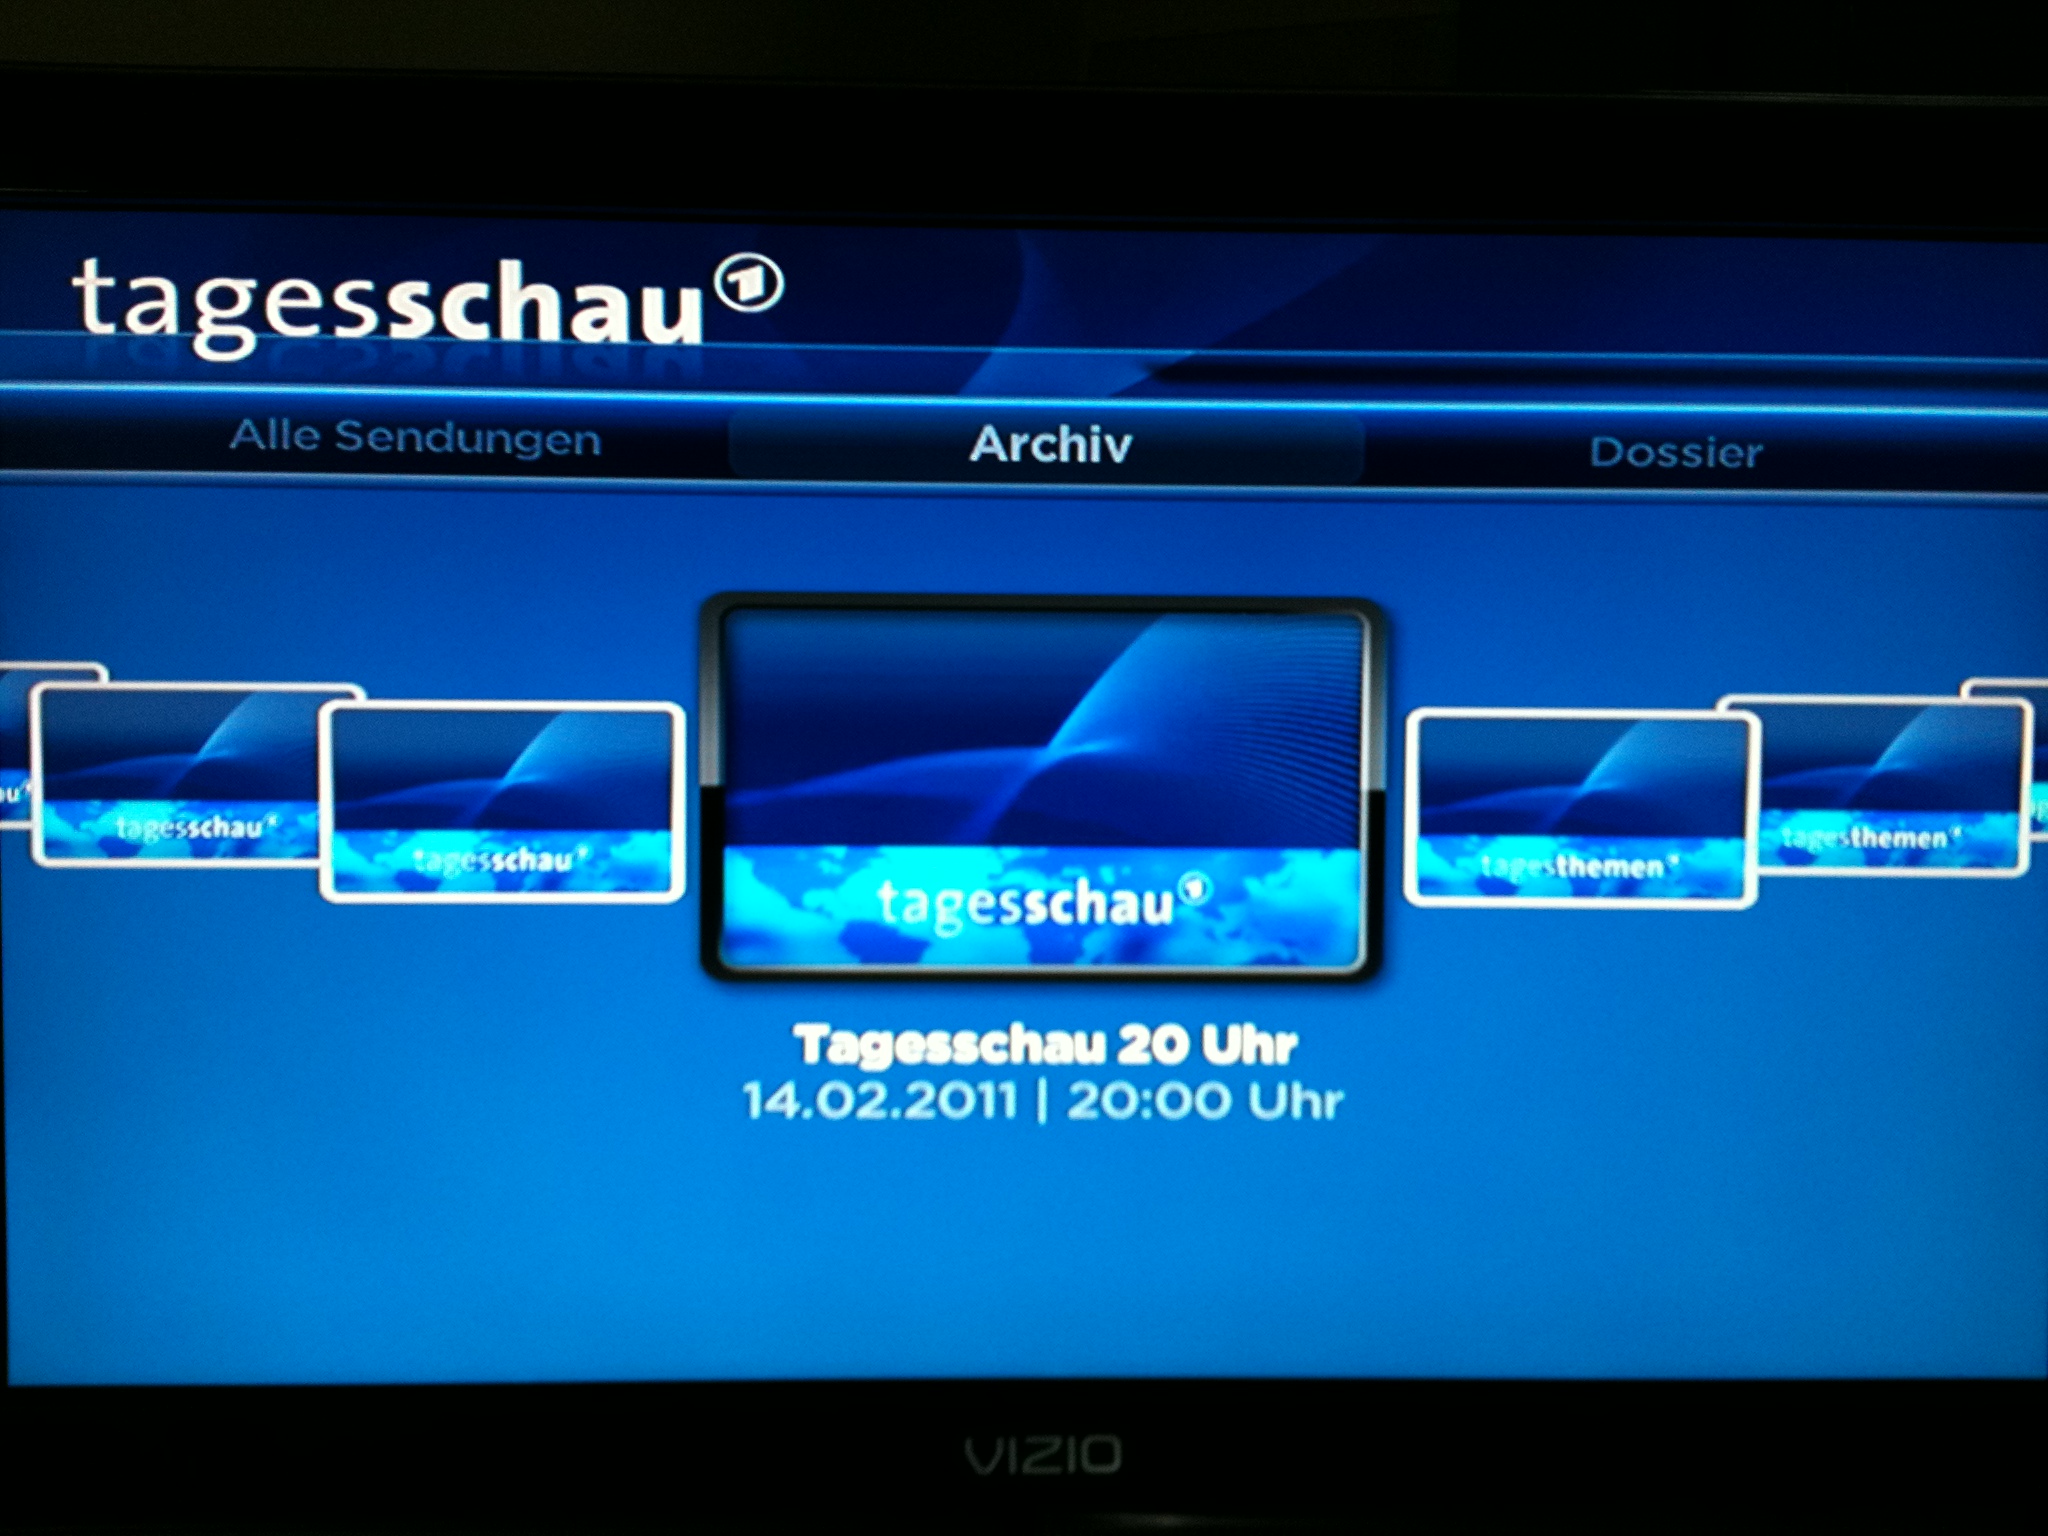 tagesschau
Alle Sendungen
Archiv
Dossier
tagesschau
tagesschau
tagesschau
tagesthemen
tagesthemen
Tagesschau 20 Uhr
14.02.2011 | 20:00 Uhr
VIZIO